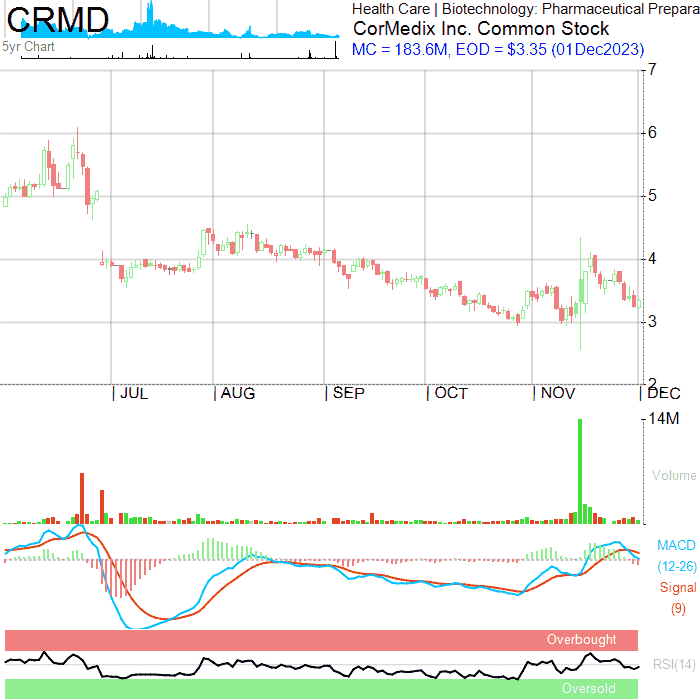 CRMD
Health Care | Biotechnology: Pharmaceutical Prepara
CorMedix Inc. Common Stock
5yr Chart
MC = 183.6M, EOD = $3.35 (01Dec2023)
7
6
5
4
3
2
| JUL | AUG | SEP | OCT | NOV | DEC
14M
Volume
MACD
(12-26)
Signal
(9)
Overbought
RSI(14)
Oversold